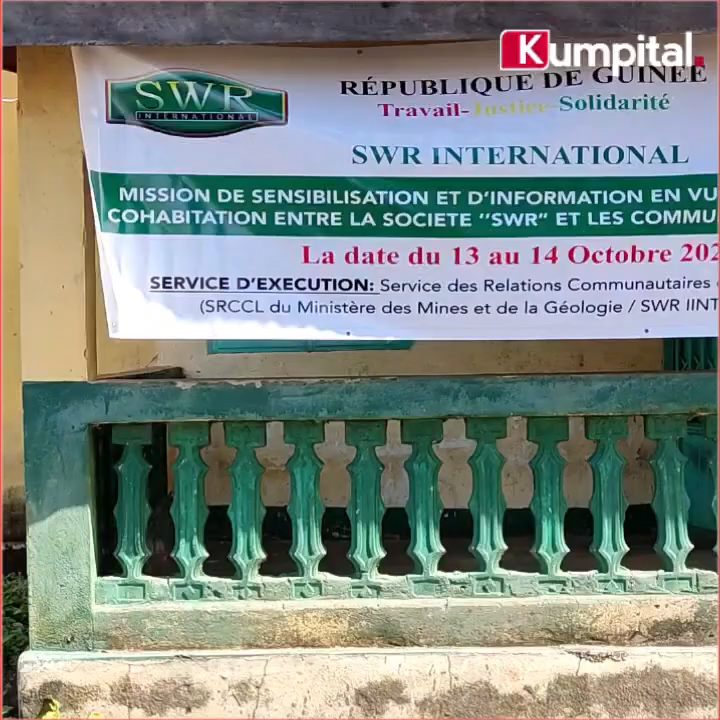 Kumpital.
SWR
INTERNATIONAL
RÉPUBLIQUE DE GUINÉE
Travail-Justice-Solidarité
SWR INTERNATIONAL
MISSION DE SENSIBILISATION ET D'INFORMATION EN VU
COHABITATION ENTRE LA SOCIETE ''SWR'' ET LES COMMU
La date du 13 au 14 Octobre 202
SERVICE D'EXECUTION: Service des Relations Communautaires
(SRCCL du Ministère des Mines et de la Géologie / SWR IINT